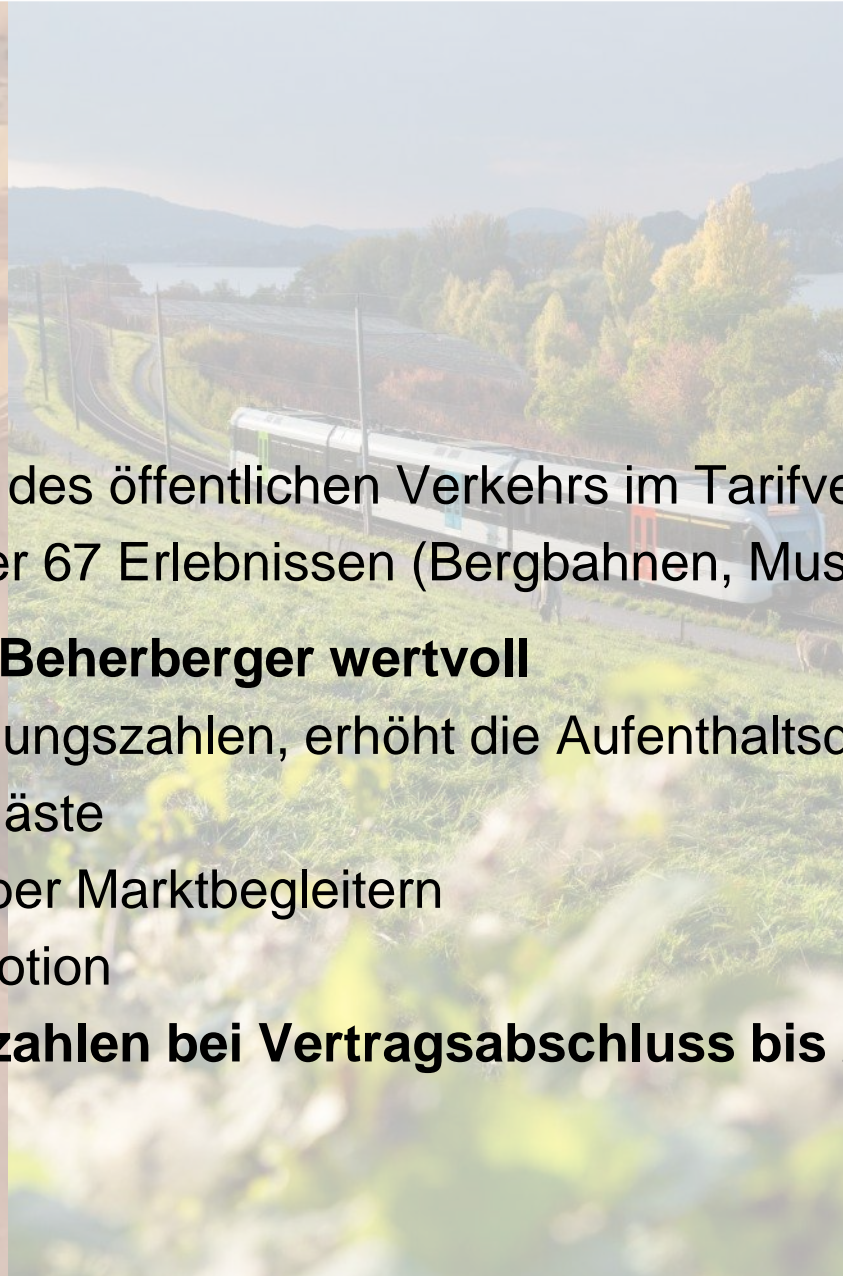 des öffentlichen Verkehrs im Tarifve
er 67 Erlebnissen (Bergbahnen, Mus
Beherberger wertvoll
ungszahlen, erhöht die Aufenthalts
äste
ber Marktbegleitern
otion
zahlen bei Vertragsabschluss bis